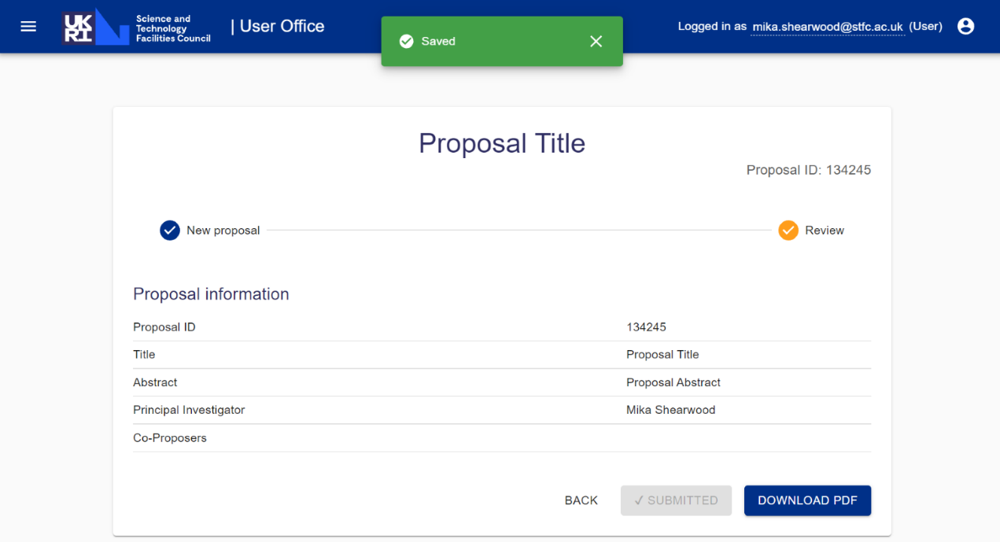 UK
RI
Science and
Technology
Facilities Council
| User Office
Saved
Logged in as mika.shearwood@stfc.ac.uk (User)
Proposal Title
Proposal ID: 134245
New proposal
Review
Proposal information
Proposal ID 134245
Title Proposal Title
Abstract Proposal Abstract
Principal Investigator Mika Shearwood
Co-Proposers
BACK ✓ SUBMITTED DOWNLOAD PDF